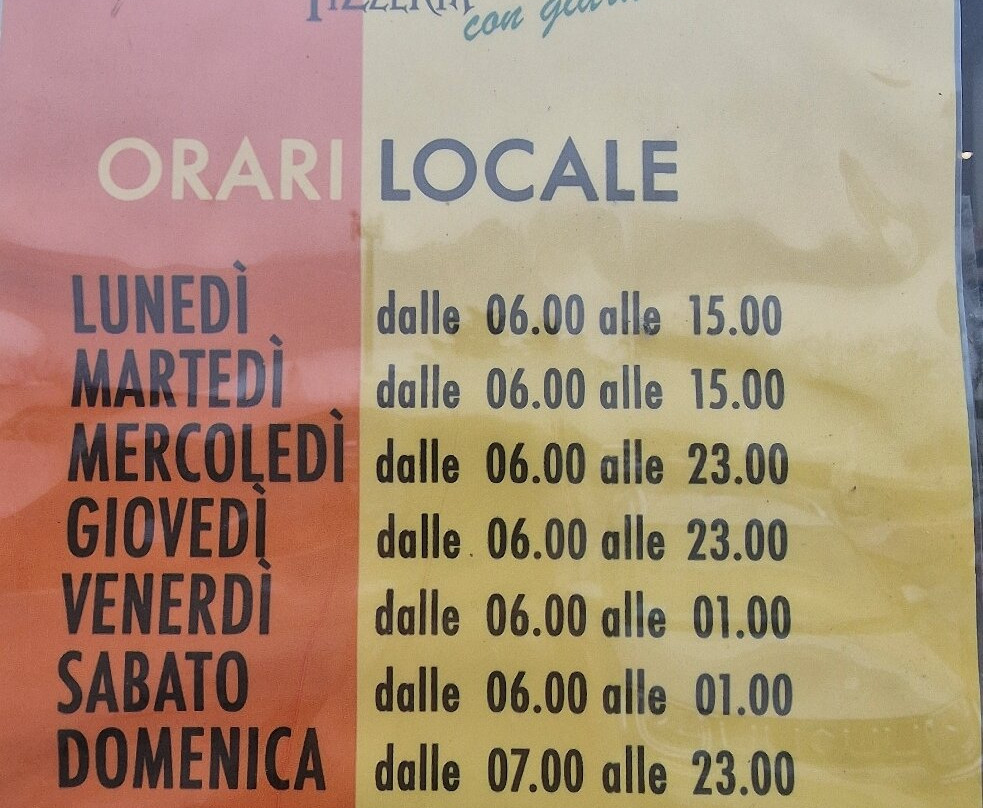 PIZZERIA
con
ORARI LOCALE
LUNEDÌ dalle 06.00 alle 15.00
MARTEDÌ dalle 06.00 alle 15.00
MERCOLEDÌ dalle 06.00 alle 23.00
GIOVEDÌ dalle 06.00 alle 23.00
VENERDÌ dalle 06.00 alle 01.00
SABATO dalle 06.00 alle 01.00
DOMENICA dalle 07.00 alle 23.00